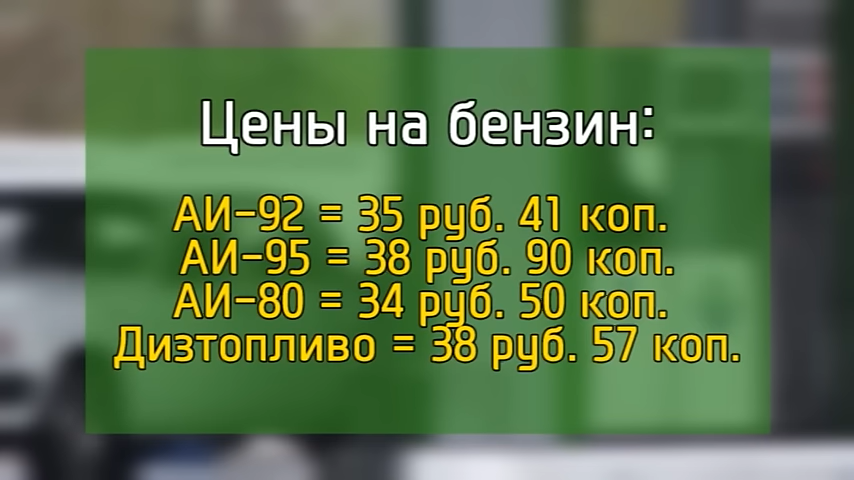 Цены на бензин:
АИ-92 = 35 руб. 41 коп.
АИ-95 = 38 руб. 90 коп.
АИ-80 = 34 руб. 50 коп.
Дизтопливо = 38 руб. 57 коп.